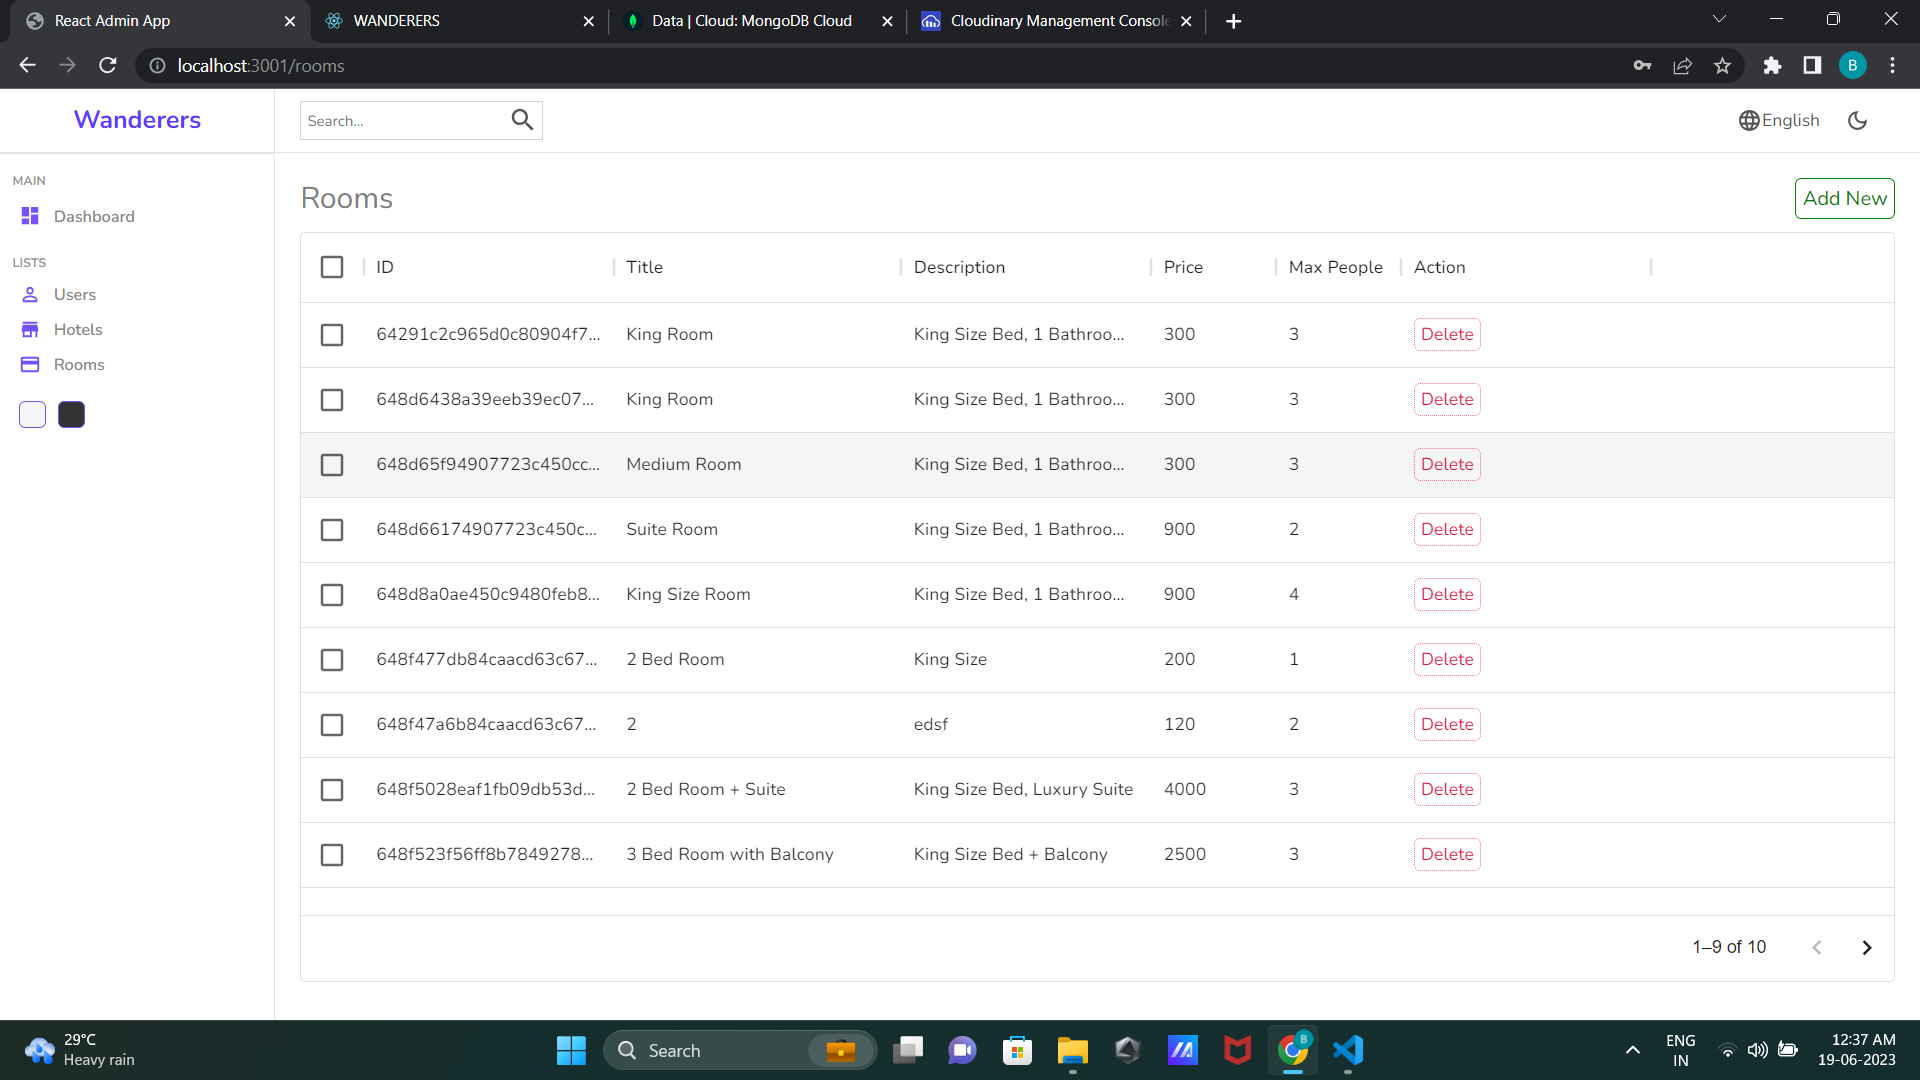 React Admin App
WANDERERS
Data | Cloud: MongoDB Cloud
Cloudinary Management Console
localhost:3001/rooms
B
Wanderers
Search...
English
MAIN
Dashboard
LISTS
Users
Hotels
Rooms
Rooms
Add New
ID Title Description Price Max People Action
64291c2c965d0c80904f7... King Room King Size Bed, 1 Bathroo... 300 3 Delete
648d6438a39eeb39ec07... King Room King Size Bed, 1 Bathroo... 300 3 Delete
648d65f94907723c450cc... Medium Room King Size Bed, 1 Bathroo... 300 3 Delete
648d66174907723c450c... Suite Room King Size Bed, 1 Bathroo... 900 2 Delete
648d8a0ae450c9480feb8... King Size Room King Size Bed, 1 Bathroo... 900 4 Delete
648f477db84caacd63c67... 2 Bed Room King Size 200 1 Delete
648f47a6b84caacd63c67... 2 edsf 120 2 Delete
648f5028eaf1fb09db53d... 2 Bed Room + Suite King Size Bed, Luxury Suite 4000 3 Delete
648f523f56ff8b7849278... 3 Bed Room with Balcony King Size Bed + Balcony 2500 3 Delete
1–9 of 10
29°C
Heavy rain
Search
B
ENG
IN
12:37 AM
19-06-2023